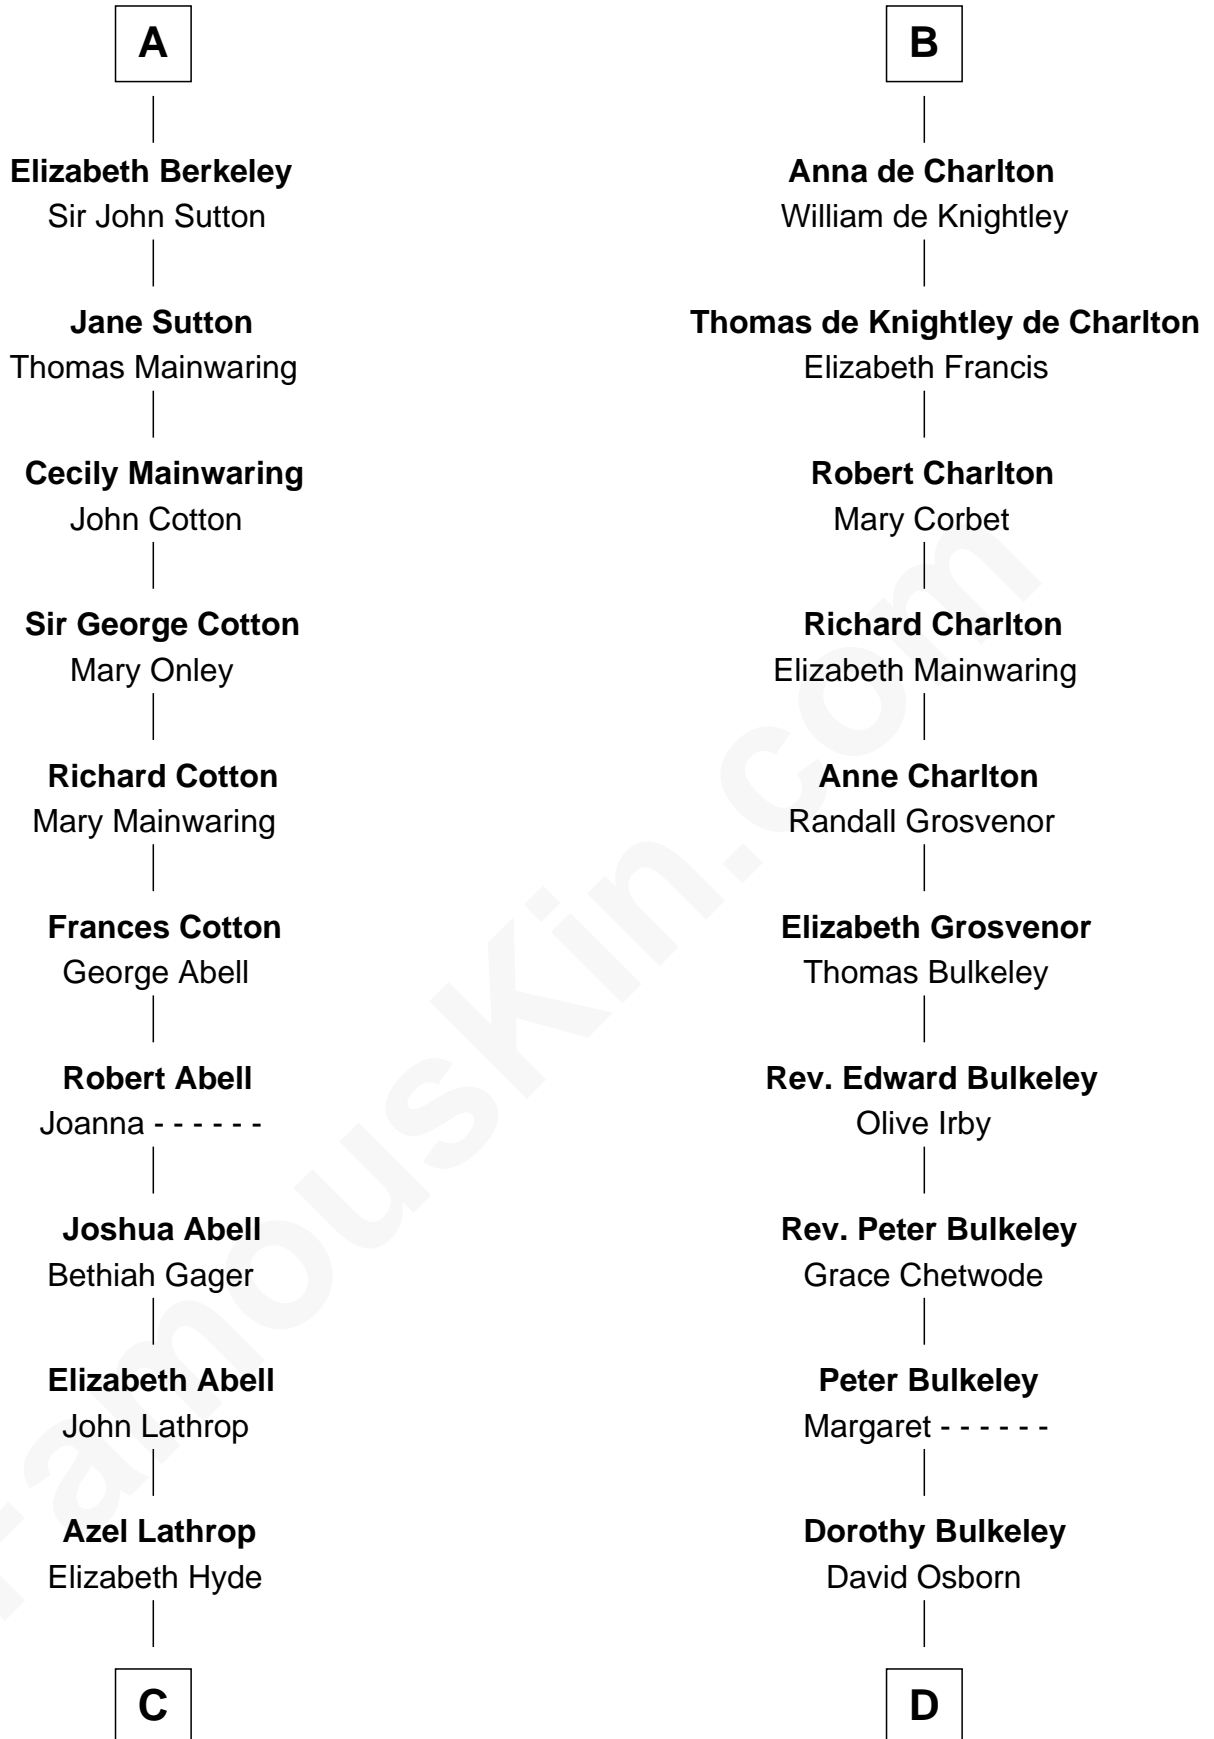 A
Elizabeth Berkeley
Sir John Sutton
Jane Sutton
Thomas Mainwaring
Cecily Mainwaring
John Cotton
Sir George Cotton
Mary Onley
Richard Cotton
Mary Mainwaring
Frances Cotton
George Abell
Robert Abell
Joanna - - - - - -
Joshua Abell
Bethiah Gager
Elizabeth Abell
John Lathrop
Azel Lathrop
Elizabeth Hyde
C
B
Anna de Charlton
William de Knightley
Thomas de Knightley de Charlton
Elizabeth Francis
Robert Charlton
Mary Corbet
Richard Charlton
Elizabeth Mainwaring
Anne Charlton
Randall Grosvenor
Elizabeth Grosvenor
Thomas Bulkeley
Rev. Edward Bulkeley
Olive Irby
Rev. Peter Bulkeley
Grace Chetwode
Peter Bulkeley
Margaret - - - - - -
Dorothy Bulkeley
David Osborn
D
FamousKin.com